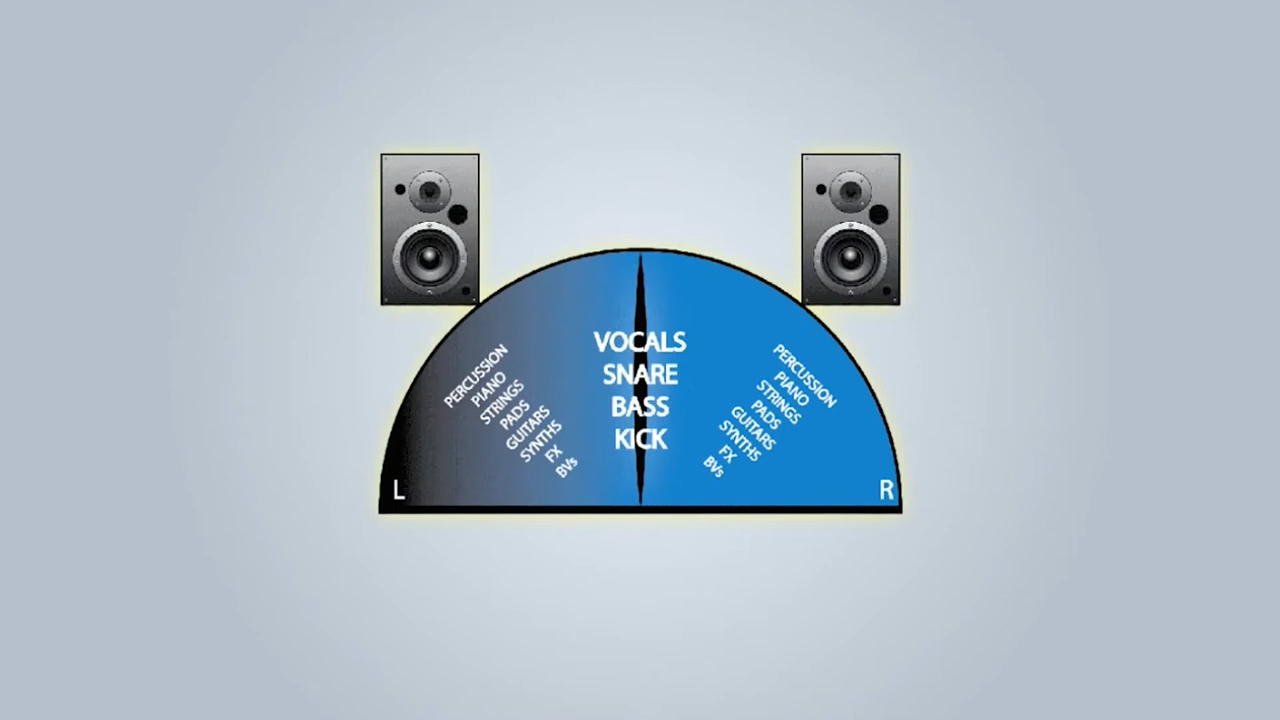 VOCALS
SNARE
BASS
KICK
PERCUSSION
PIANO
STRINGS
PADS
GUITARS
SYNTHS
FX
BVs
PERCUSSION
PIANO
STRINGS
PADS
GUITARS
SYNTHS
FX
BVs
L
R